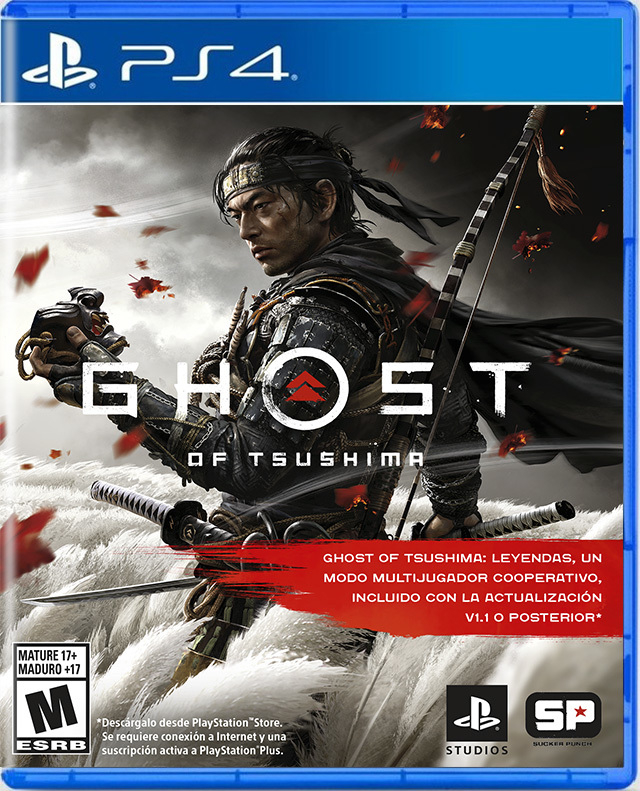 PS4
GHOST
OF TSUSHIMA
GHOST OF TSUSHIMA: LEYENDAS, UN
MODO MULTIJUGADOR COOPERATIVO,
INCLUIDO CON LA ACTUALIZACIÓN
V1.1 O POSTERIOR*
MATURE 17+
MADURO +17
M
ESRB
*Descárgalo desde PlayStation™Store.
Se requiere conexión a Internet y una
suscripción activa a PlayStation®Plus.
STUDIOS
SP
SUCKER PUNCH